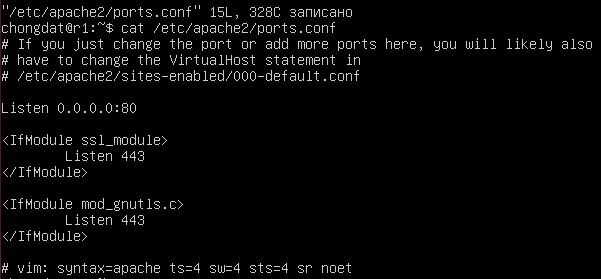 "/etc/apache2/ports.conf" 15L, 328C записано
chongdat@r1:~$ cat /etc/apache2/ports.conf
# If you just change the port or add more ports here, you will likely also
# have to change the VirtualHost statement in
# /etc/apache2/sites-enabled/000-default.conf
Listen 0.0.0.0:80
<IfModule ssl_module>
Listen 443
</IfModule>
<IfModule mod_gnutls.c>
Listen 443
</IfModule>
# vim: syntax=apache ts=4 sw=4 sts=4 sr noet